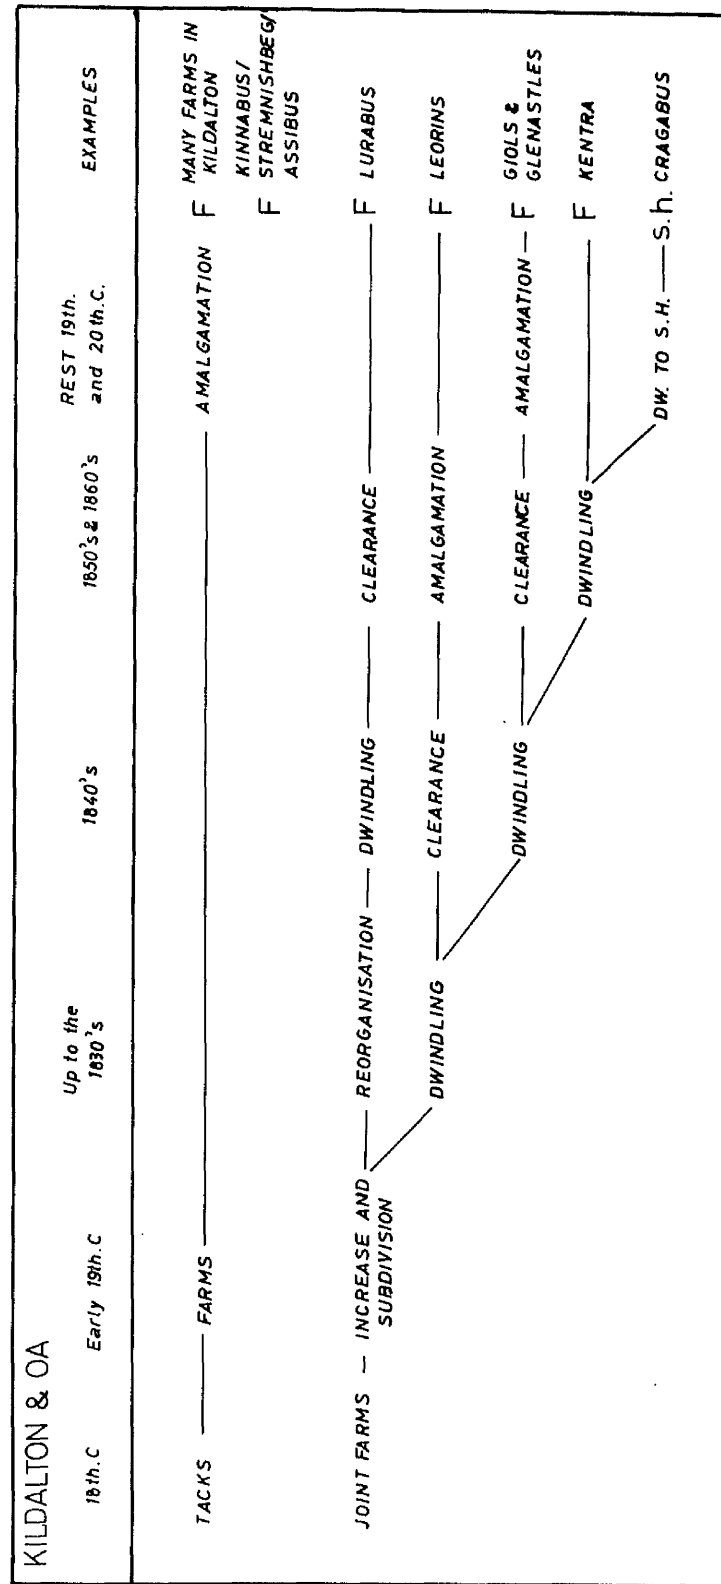 KILDALTON & OA
18th.C
Early 19th.C
Up to the
1830's
1840's
1850's & 1860's
REST 19th.
and 20th.C.
EXAMPLES
TACKS — FARMS — AMALGAMATION F MANY FARMS IN
KILDALTON
F KINNABUS/
STREMNISHBEG/
ASSIBUS
JOINT FARMS — INCREASE AND
SUBDIVISION
REORGANISATION — DWINDLING — CLEARANCE — F LURABUS
DWINDLING — CLEARANCE — AMALGAMATION — F LEORINS
DWINDLING — CLEARANCE — AMALGAMATION — F GIOLS &
GLENASTLES
DWINDLING — F KENTRA
DW. TO S.H. — S.h. CRAGABUS